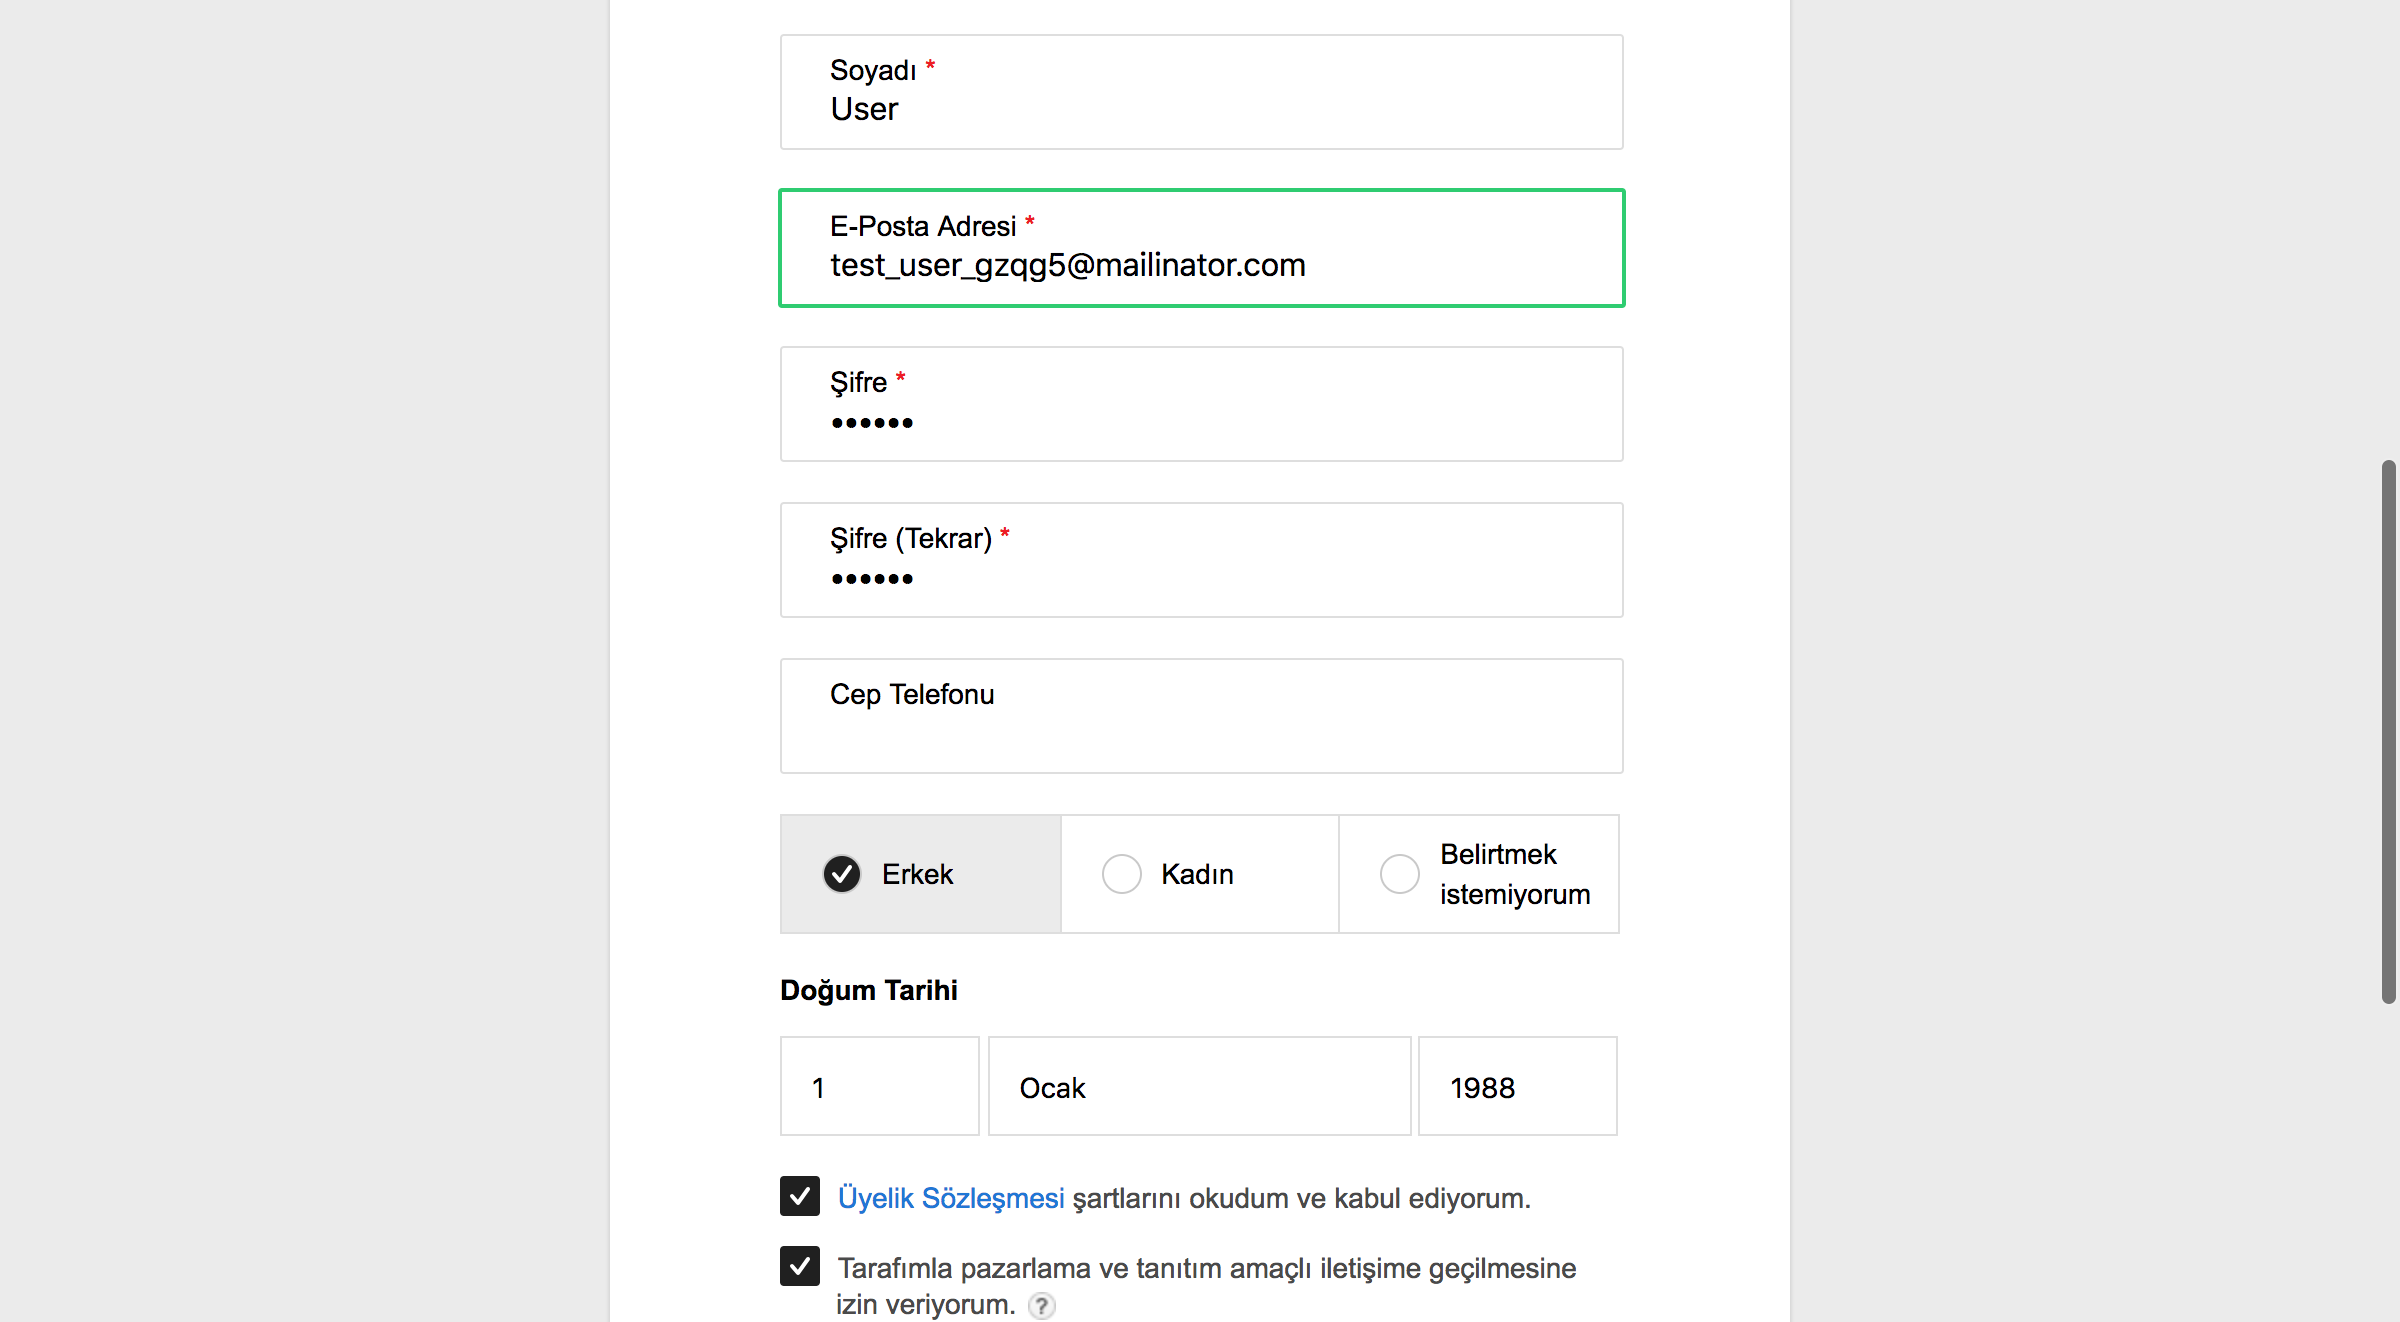 Soyadı *
User
E-Posta Adresi *
test_user_gzqg5@mailinator.com
Şifre *
••••••
Şifre (Tekrar) *
••••••
Cep Telefonu
Erkek
Kadın
Belirtmek
istemiyorum
Doğum Tarihi
1
Ocak
1988
Üyelik Sözleşmesi şartlarını okudum ve kabul ediyorum.
Tarafımla pazarlama ve tanıtım amaçlı iletişime geçilmesine
izin veriyorum. ?